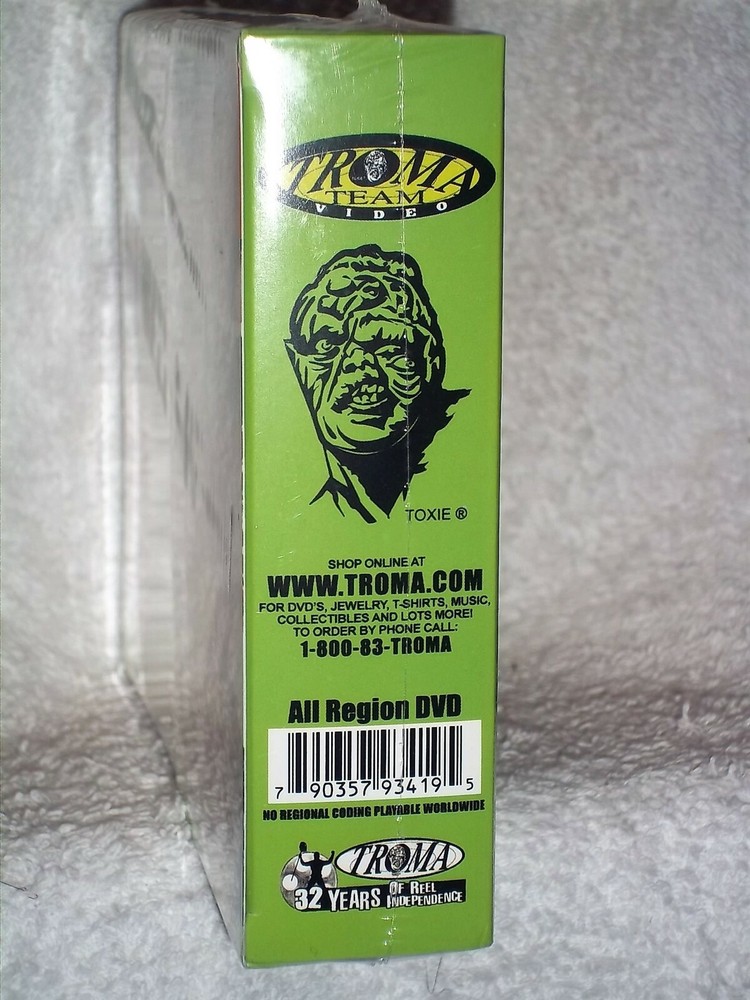 TROMA
TEAM
VIDEO
TOXIE ®
SHOP ONLINE AT
WWW.TROMA.COM
FOR DVD'S, JEWELRY, T-SHIRTS, MUSIC,
COLLECTIBLES AND LOTS MORE!
TO ORDER BY PHONE CALL:
1-800-83-TROMA
All Region DVD
7 90357 93419 5
NO REGIONAL CODING PLAYABLE WORLDWIDE
TROMA
32 YEARS OF REEL
INDEPENDENCE